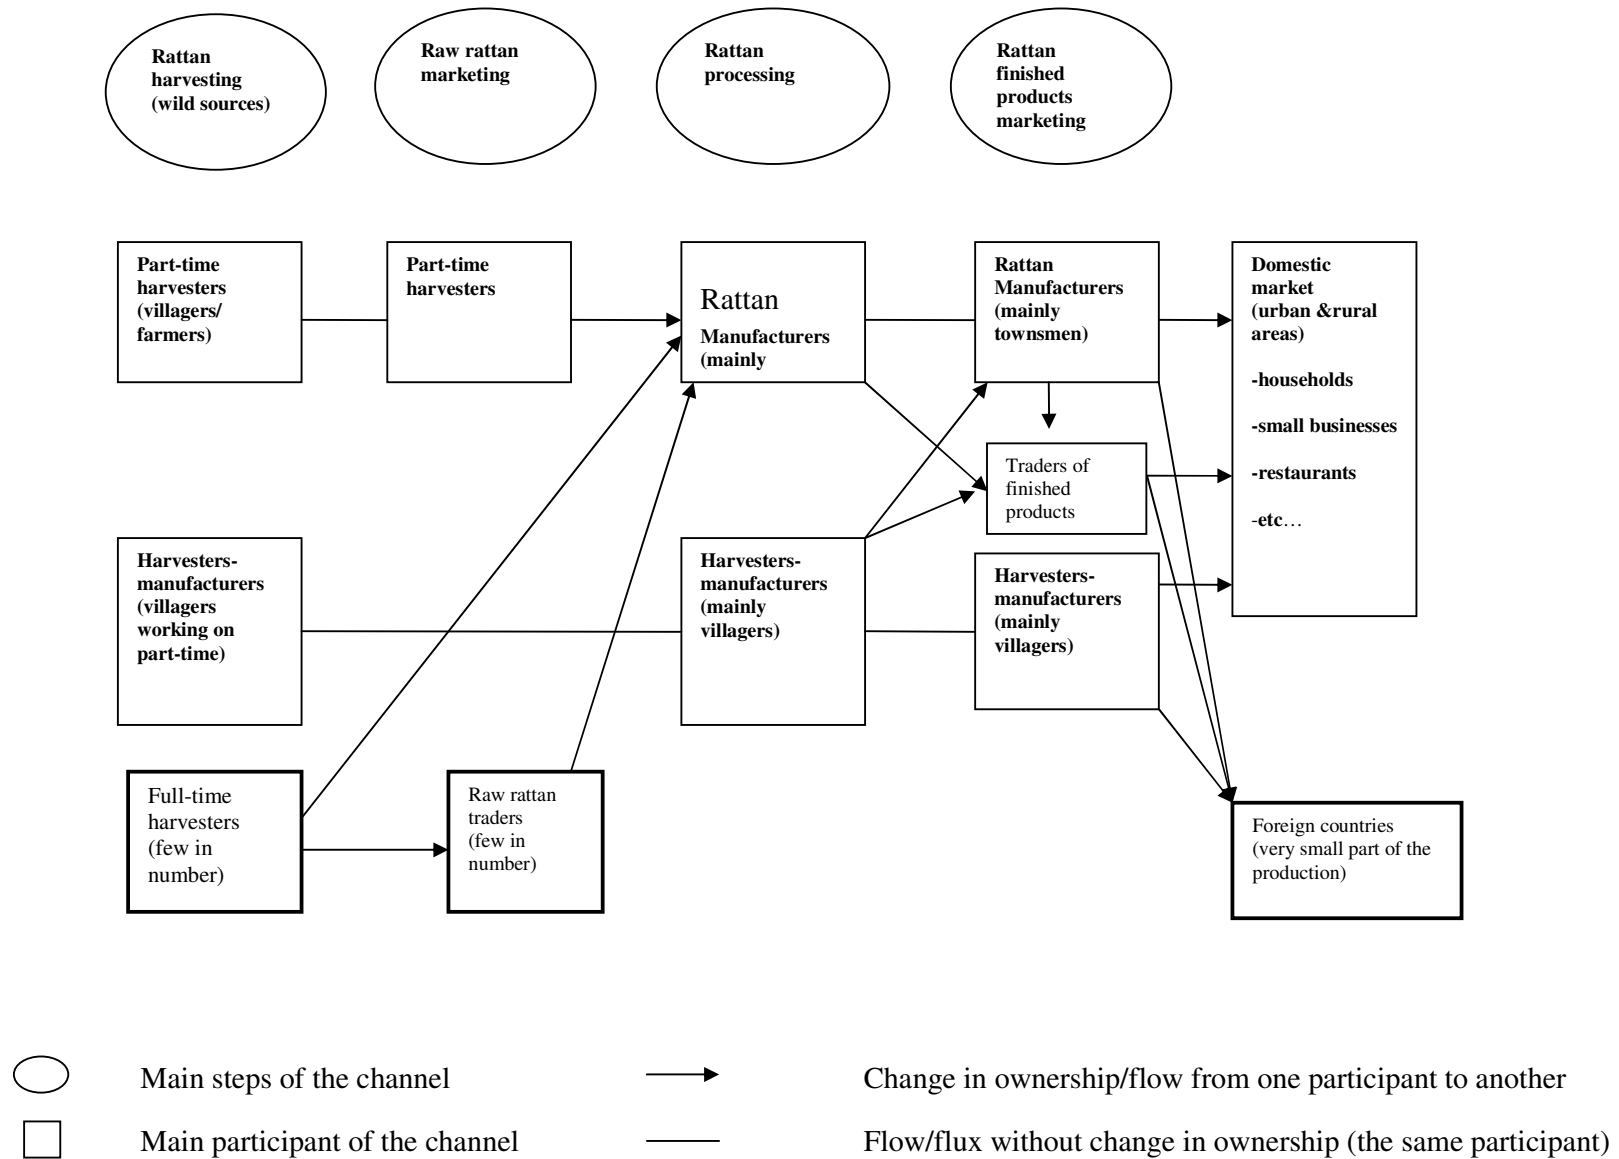 Rattan
harvesting
(wild sources)
Raw rattan
marketing
Rattan
processing
Rattan
finished
products
marketing
Part-time
harvesters
(villagers/
farmers)
Part-time
harvesters
Rattan
Manufacturers
(mainly
Rattan
Manufacturers
(mainly
townsmen)
Domestic
market
(urban &rural
areas)
-households
-small businesses
-restaurants
-etc…
Traders of
finished
products
Harvesters-
manufacturers
(villagers
working on
part-time)
Harvesters-
manufacturers
(mainly
villagers)
Harvesters-
manufacturers
(mainly
villagers)
Full-time
harvesters
(few in
number)
Raw rattan
traders
(few in
number)
Foreign countries
(very small part of the
production)
Main steps of the channel
Change in ownership/flow from one participant to another
Main participant of the channel
Flow/flux without change in ownership (the same participant)